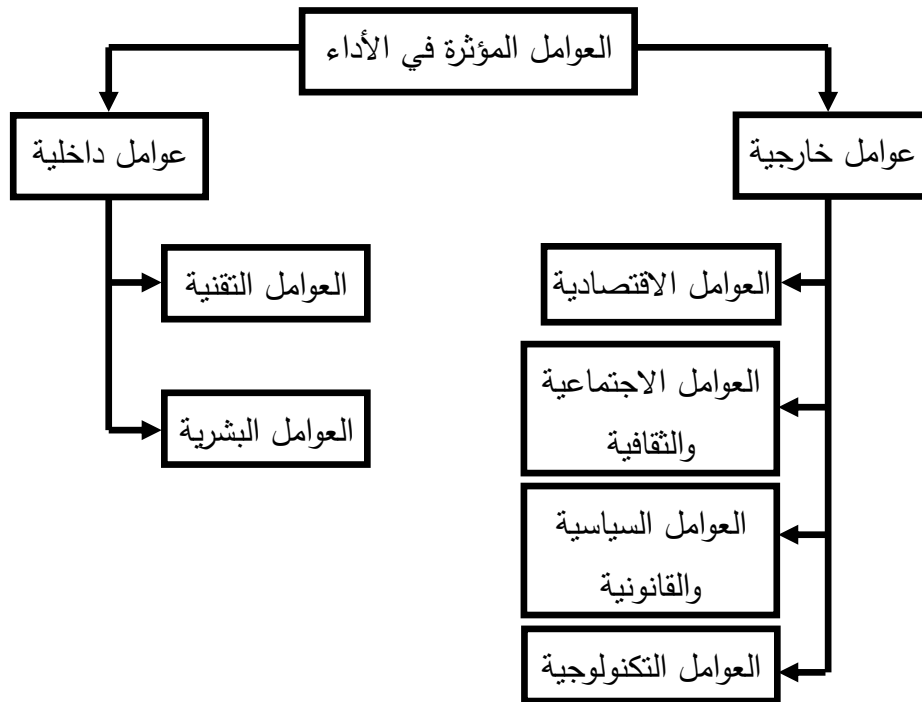 العوامل المؤثرة في الأداء
عوامل خارجية
عوامل داخلية
العوامل الاقتصادية
العوامل الاجتماعية
والثقافية
العوامل السياسية
والقانونية
العوامل التكنولوجية
العوامل التقنية
العوامل البشرية